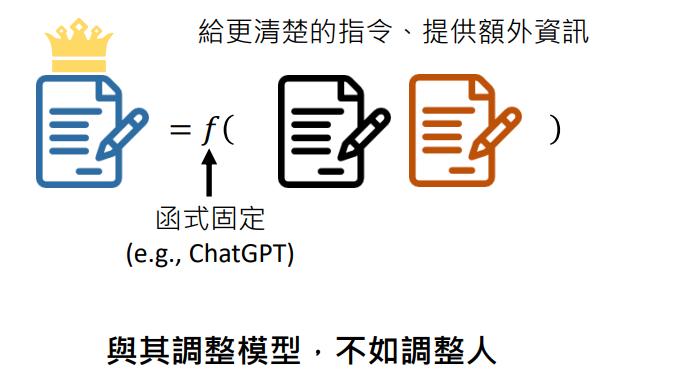 給更清楚的指令、提供額外資訊
= f( )
函式固定
(e.g., ChatGPT)
與其調整模型，不如調整人